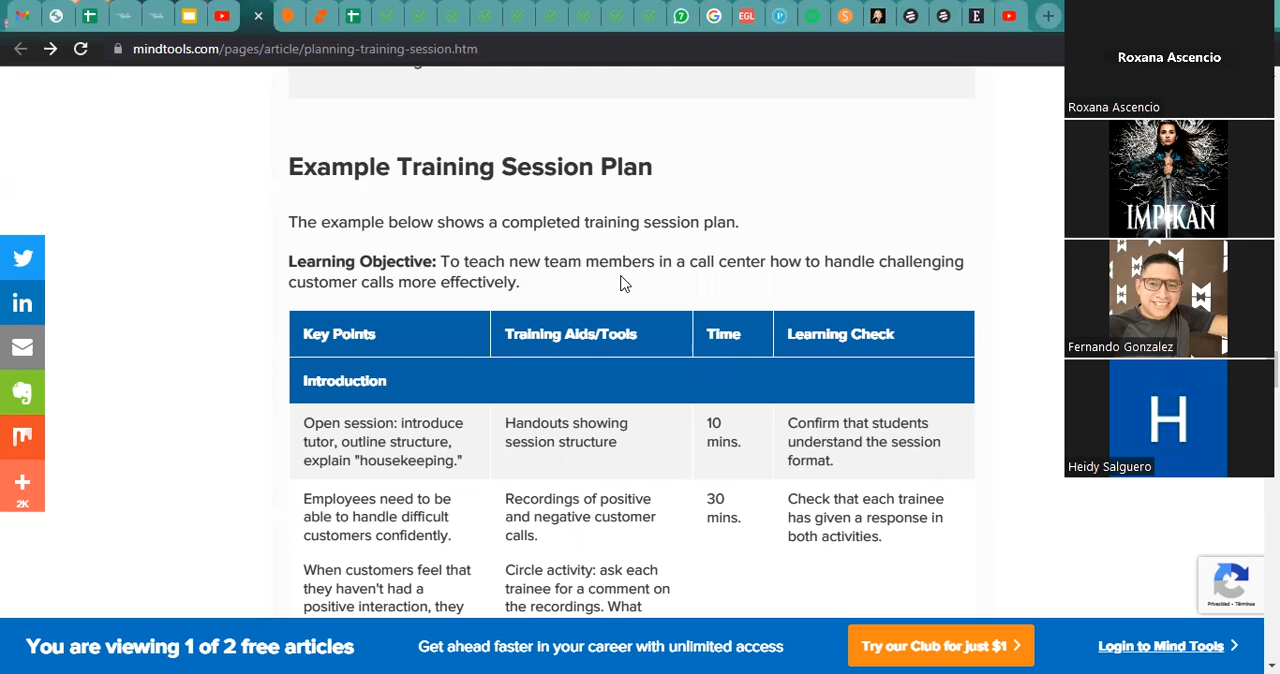 7
G
EGL
P
S
E
mindtools.com/pages/article/planning-training-session.htm
Example Training Session Plan
The example below shows a completed training session plan.
Learning Objective: To teach new team members in a call center how to handle challenging
customer calls more effectively.
Key Points
Training Aids/Tools
Time
Learning Check
Introduction
Open session: introduce
tutor, outline structure,
explain "housekeeping."
Handouts showing
session structure
10
mins.
Confirm that students
understand the session
format.
Employees need to be
able to handle difficult
customers confidently.
Recordings of positive
and negative customer
calls.
30
mins.
Check that each trainee
has given a response in
both activities.
When customers feel that
they haven't had a
positive interaction, they
Circle activity: ask each
trainee for a comment on
the recordings. What
2K
in
You are viewing 1 of 2 free articles
Get ahead faster in your career with unlimited access
Try our Club for just $1
Login to Mind Tools
Privacidad - Términos
Roxana Ascencio
Roxana Ascencio
IMPIKAN
Fernando Gonzalez
H
Heidy Salguero